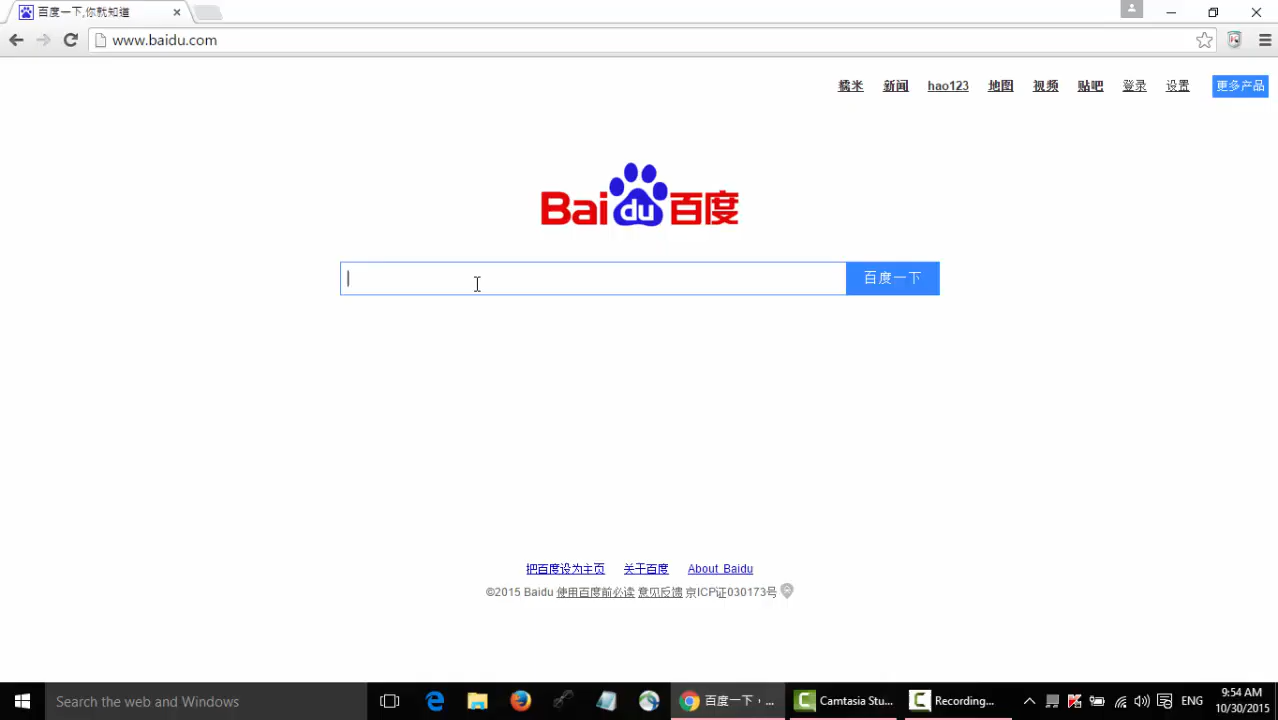 百度一下,你就知道
www.baidu.com
糯米 新闻 hao123 地图 视频 贴吧 登录 设置 更多产品
Bai du 百度
百度一下
把百度设为主页 关于百度 About Baidu
©2015 Baidu 使用百度前必读 意见反馈 京ICP证030173号
Search the web and Windows
百度一下，...
Camtasia Stu...
Recording...
ENG
9:54 AM
10/30/2015